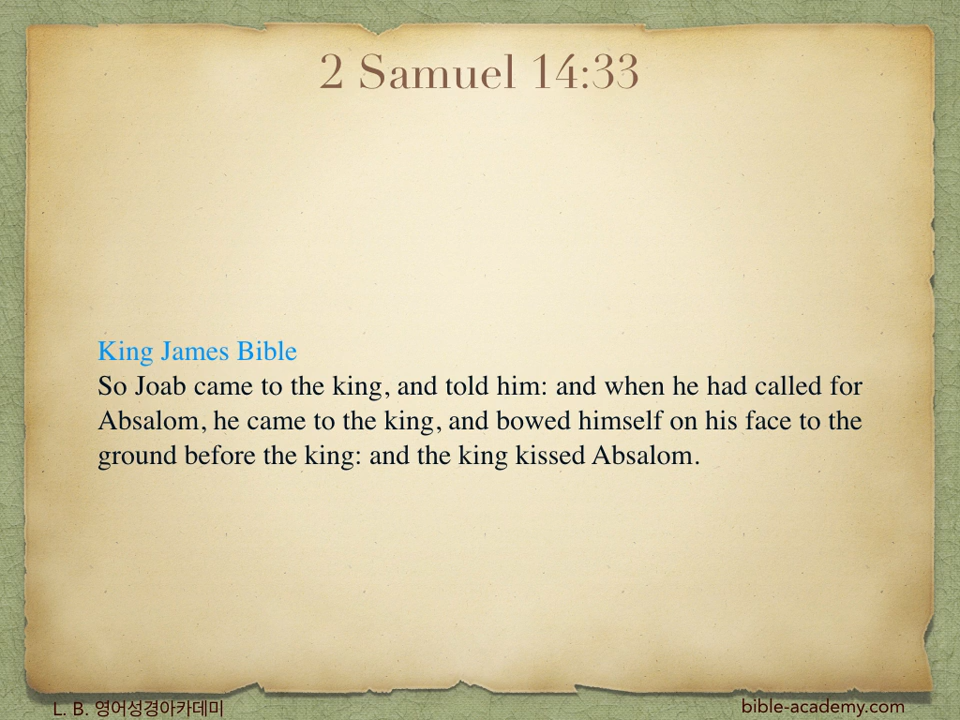 2 Samuel 14:33
King James Bible
So Joab came to the king, and told him: and when he had called for
Absalom, he came to the king, and bowed himself on his face to the
ground before the king: and the king kissed Absalom.
L. B. 영어성경아카데미
bible-academy.com